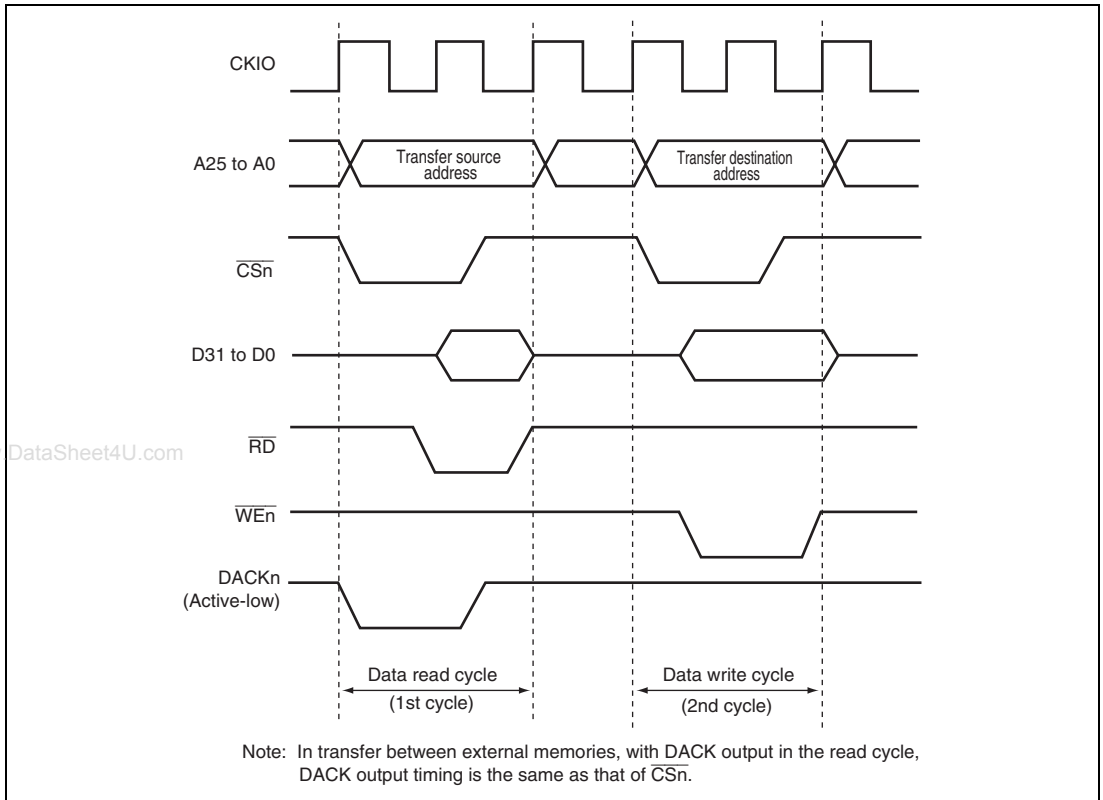 CKIO
A25 to A0
Transfer source
address
Transfer destination
address
CSn
D31 to D0
.DataSheet4U.com
RD
WEn
DACKn
(Active-low)
Data read cycle
(1st cycle)
Data write cycle
(2nd cycle)
Note: In transfer between external memories, with DACK output in the read cycle,
DACK output timing is the same as that of CSn.